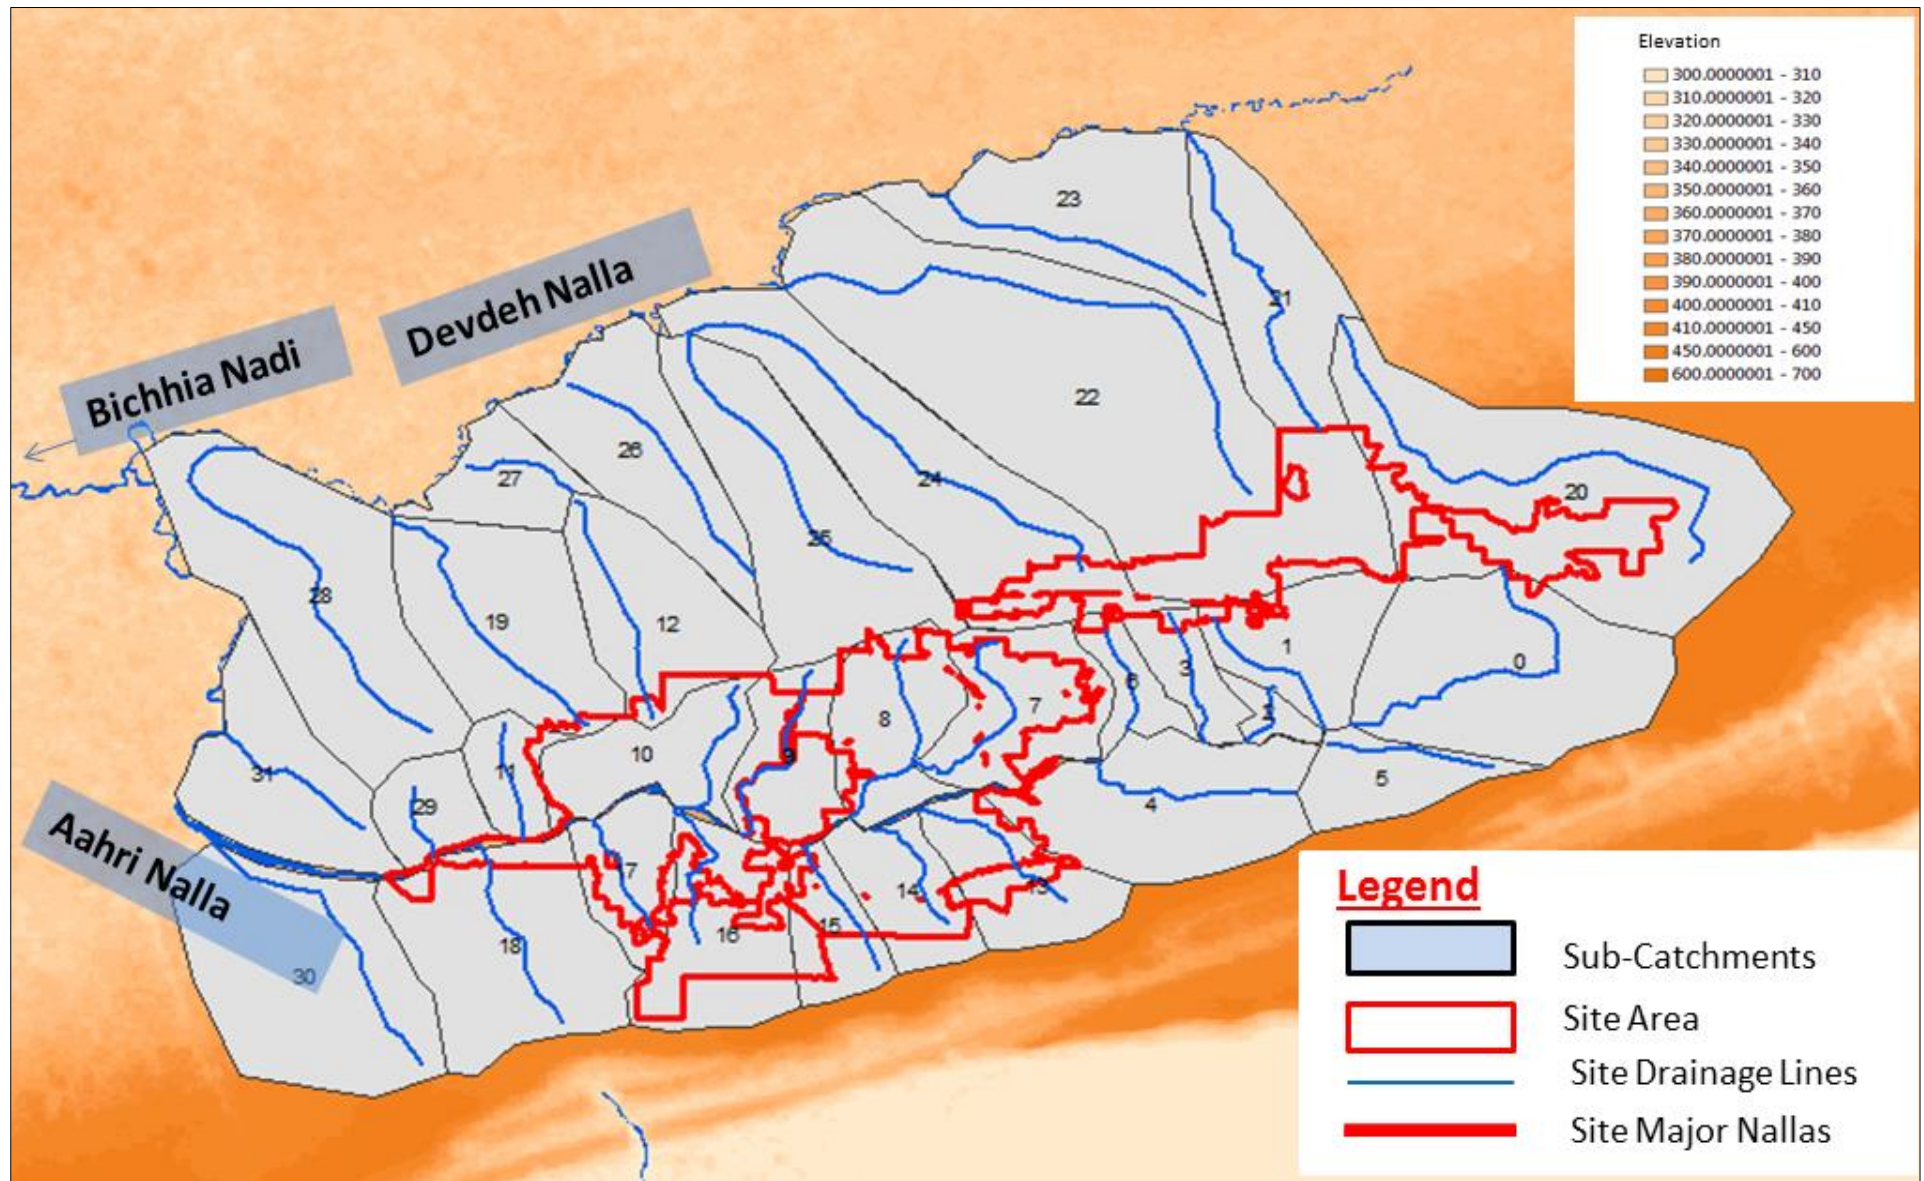 Elevation
300.0000001 - 310
310.0000001 - 320
320.0000001 - 330
330.0000001 - 340
340.0000001 - 350
350.0000001 - 360
360.0000001 - 370
370.0000001 - 380
380.0000001 - 390
390.0000001 - 400
400.0000001 - 410
410.0000001 - 450
450.0000001 - 600
600.0000001 - 700
23
Devdeh Nalla
21
Bichhia Nadi
22
26
27
24
20
25
28
19
12
1
0
3
6
7
2
8
10
9
11
31
5
4
29
Aahri Nalla
17
14
13
15
16
18
30
Legend
Sub-Catchments
Site Area
Site Drainage Lines
Site Major Nallas